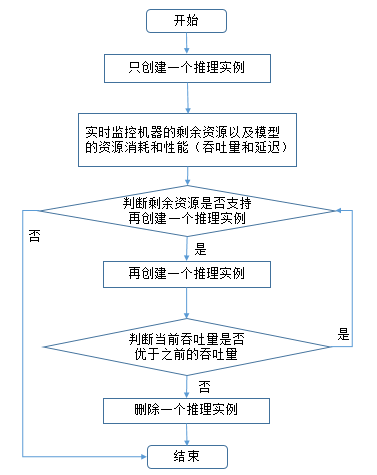 开始
只创建一个推理实例
实时监控机器的剩余资源以及模型
的资源消耗和性能（吞吐量和延迟）
判断剩余资源是否支持
再创建一个推理实例
否
是
再创建一个推理实例
判断当前吞吐量是否
优于之前的吞吐量
是
否
删除一个推理实例
结束